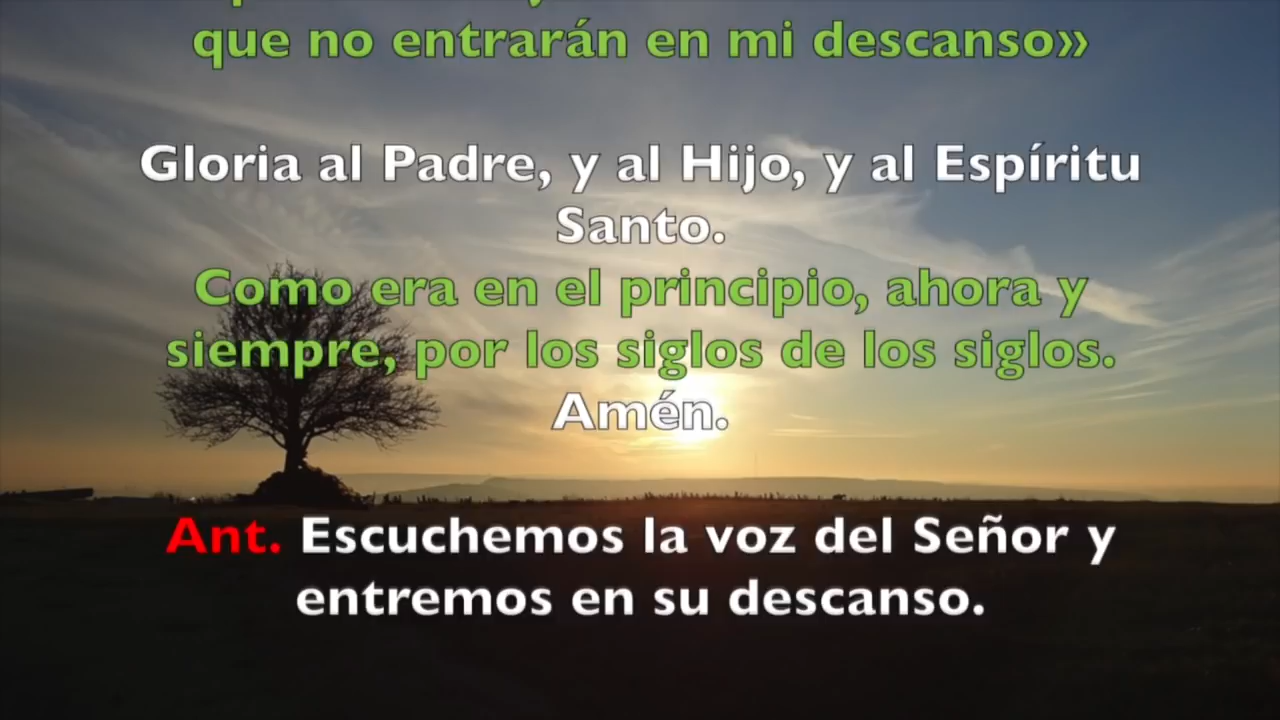 que no entrarán en mi descanso»
Gloria al Padre, y al Hijo, y al Espíritu
Santo.
Como era en el principio, ahora y
siempre, por los siglos de los siglos.
Amén.
Ant. Escuchemos la voz del Señor y
entremos en su descanso.